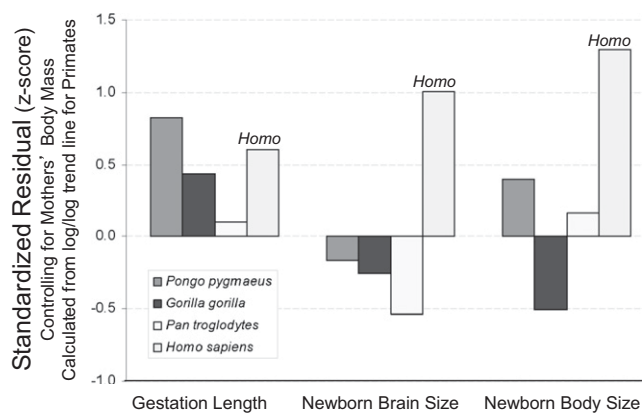 Standardized Residual (z-score)
Controlling for Mothers' Body Mass
Calculated from log/log trend line for Primates
1.5
1.0
0.5
0.0
-0.5
-1.0
Homo
Homo
Homo
Pongo pygmaeus
Gorilla gorilla
Pan troglodytes
Homo sapiens
Gestation Length
Newborn Brain Size
Newborn Body Size